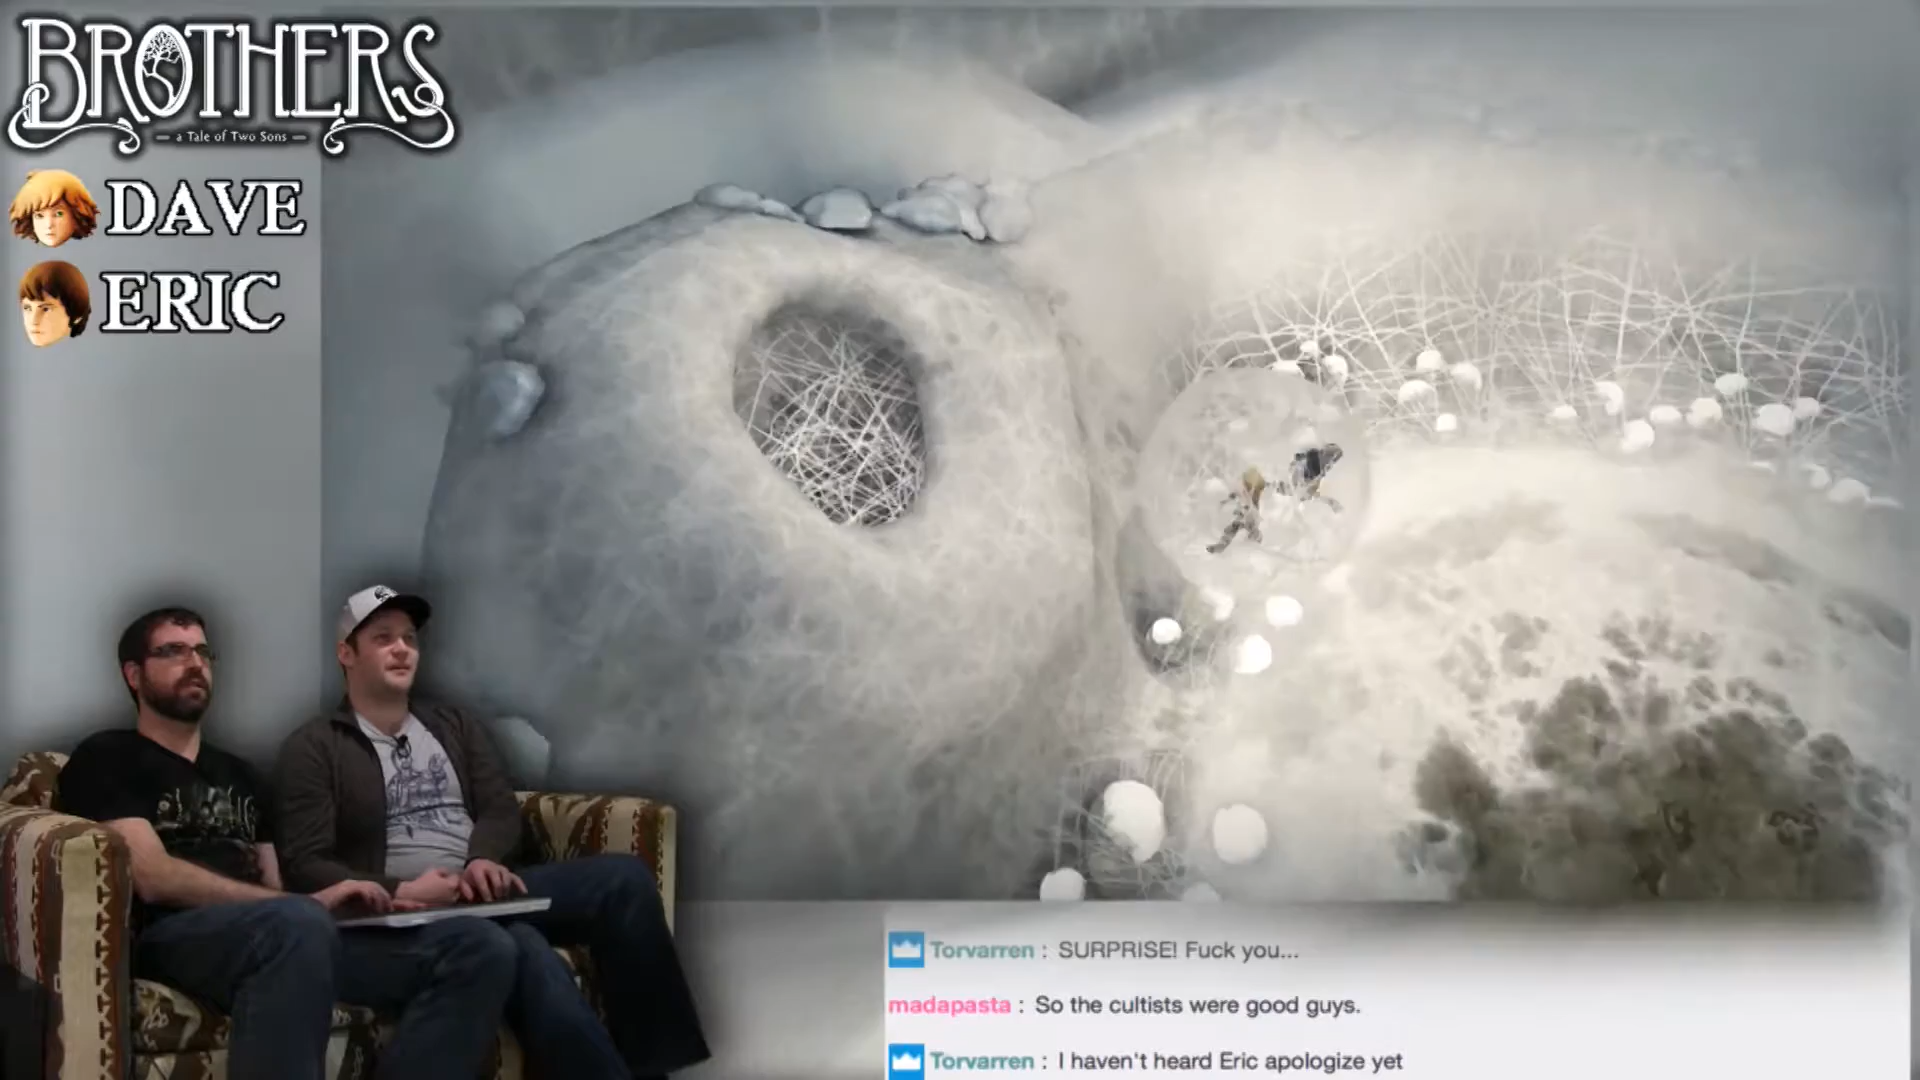 BROTHERS
a Tale of Two Sons
DAVE
ERIC
Torvarren : SURPRISE! Fuck you...
madapasta : So the cultists were good guys.
Torvarren : I haven't heard Eric apologize yet